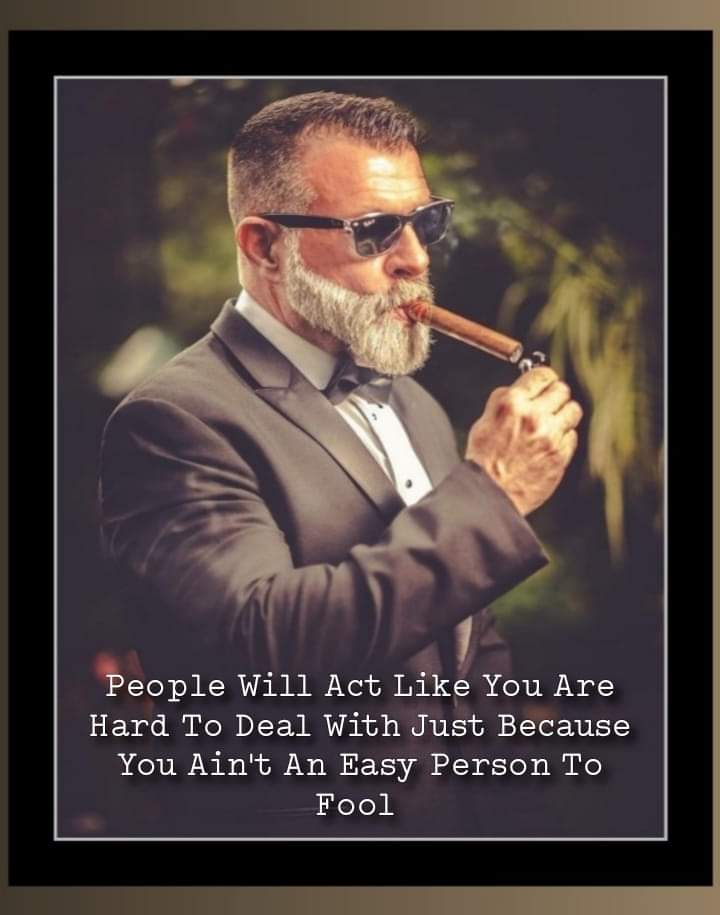 People Will Act Like You Are
Hard To Deal With Just Because
You Ain't An Easy Person To
Fool